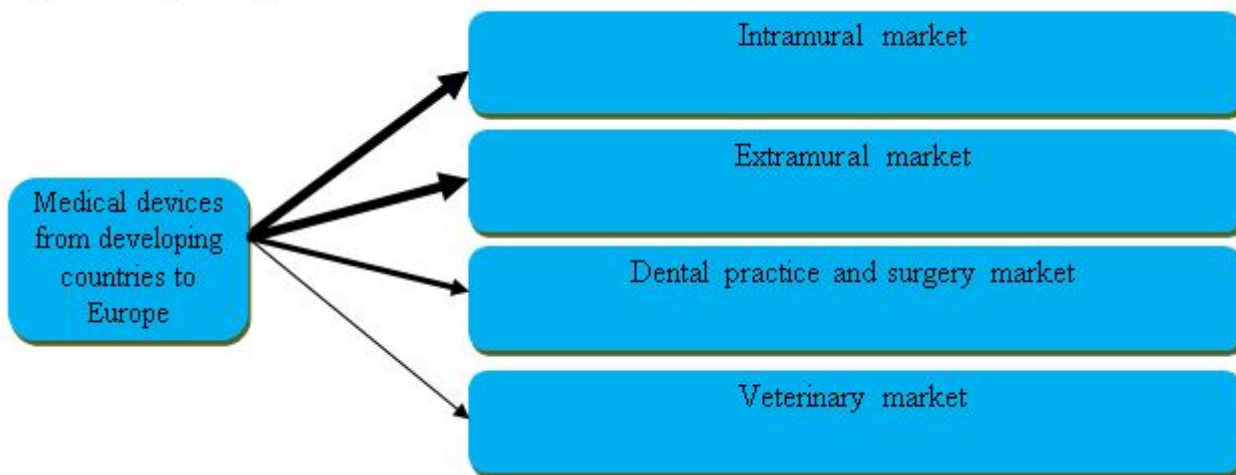 Intramural market
Extramural market
Medical devices
from developing
countries to
Europe
Dental practice and surgery market
Veterinary market